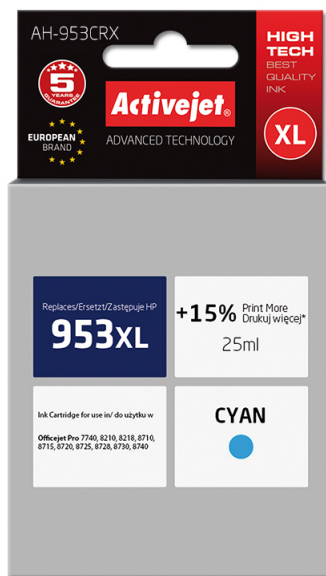 AH-953CRX
HIGH
TECH
BEST
QUALITY
INK
5
YEARS
GUARANTEE
Activejet®
EUROPEAN
BRAND
ADVANCED TECHNOLOGY
XL
Replaces/Ersetzt/Zastępuje HP
953XL
+15% Print More
Drukuj więcej*
25ml
Ink Cartridge for use in/ do użytku w
Officejet Pro 7740, 8210, 8218, 8710,
8715, 8720, 8725, 8728, 8730, 8740
CYAN